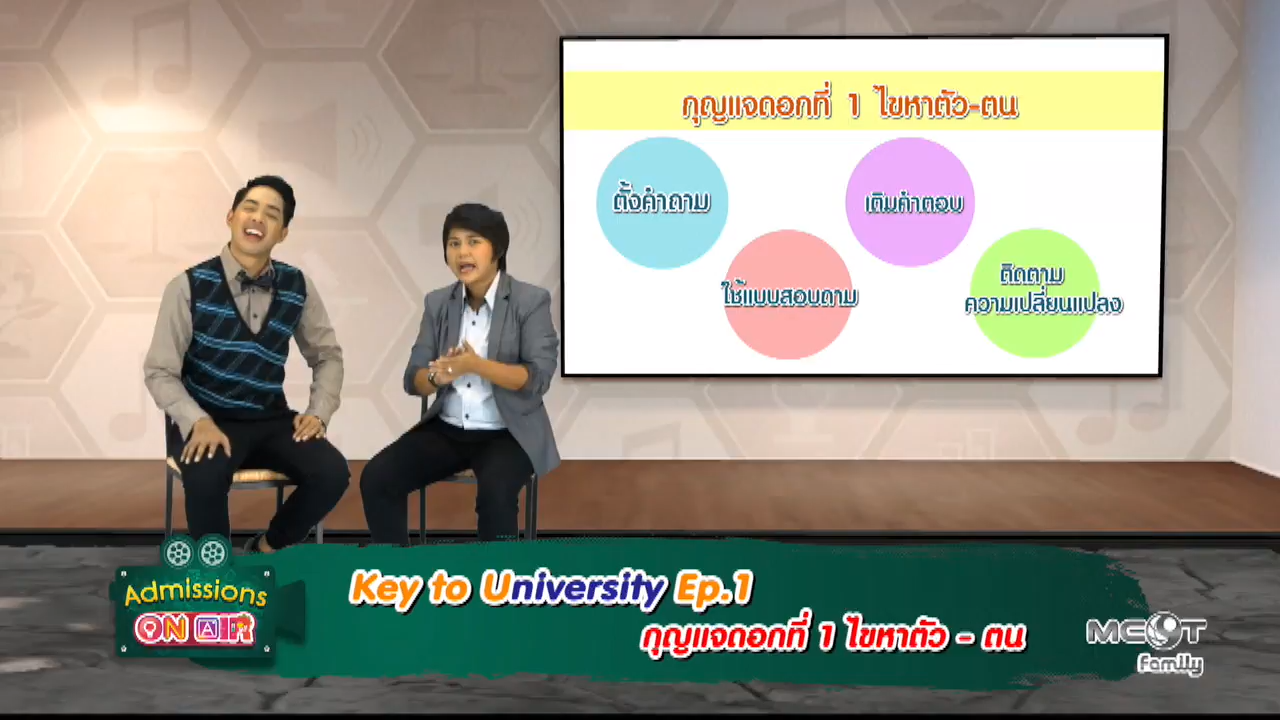 กุญแจดอกที่ 1 ไขหาตัว-ตน
ตั้งคำถาม
เติมคำตอบ
ใช้แบบสอบถาม
ติดตาม
ความเปลี่ยนแปลง
Admissions
ON AIR
Key to University Ep.1
กุญแจดอกที่ 1 ไขหาตัว - ตน
MCOT
family